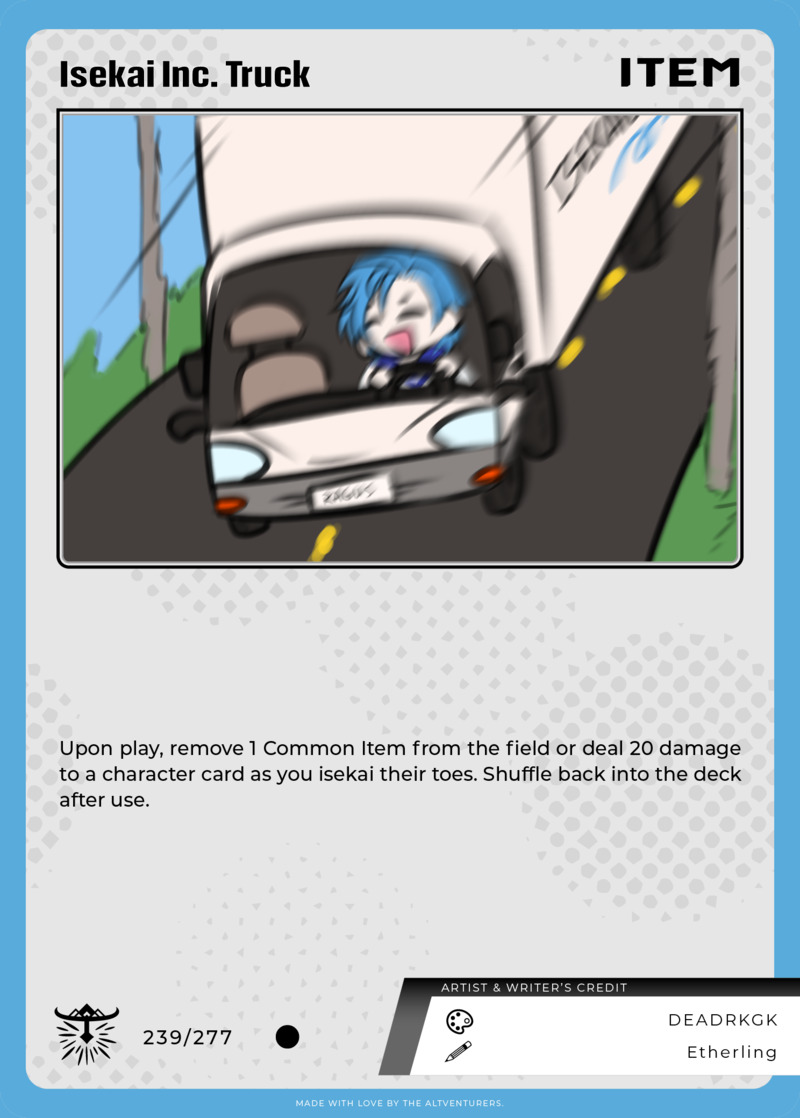 Isekai Inc. Truck
ITEM
ISEKAI
RAGUS
Upon play, remove 1 Common Item from the field or deal 20 damage
to a character card as you isekai their toes. Shuffle back into the deck
after use.
ARTIST & WRITER'S CREDIT
239/277
DEADRKGK
Etherling
MADE WITH LOVE BY THE ALTVENTURERS.